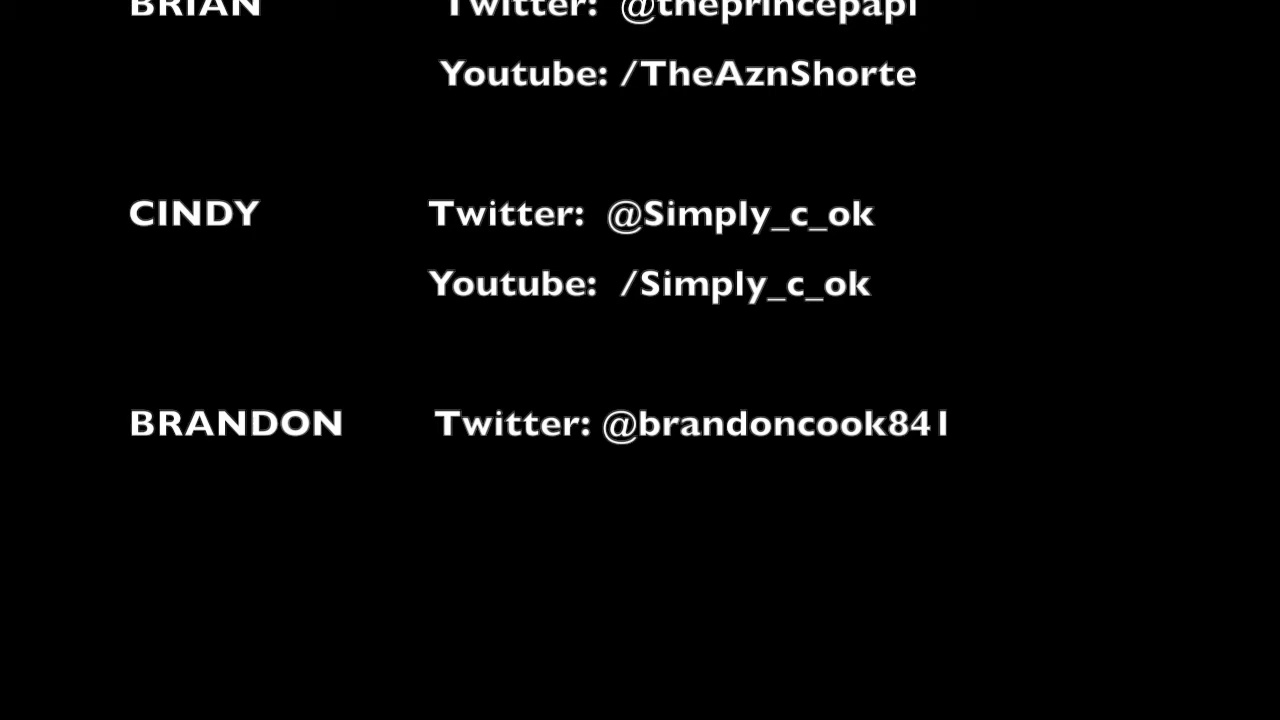 BRIAN Twitter: @theprincepapi
Youtube: /TheAznShorte
CINDY Twitter: @Simply_c_ok
Youtube: /Simply_c_ok
BRANDON Twitter: @brandoncook841